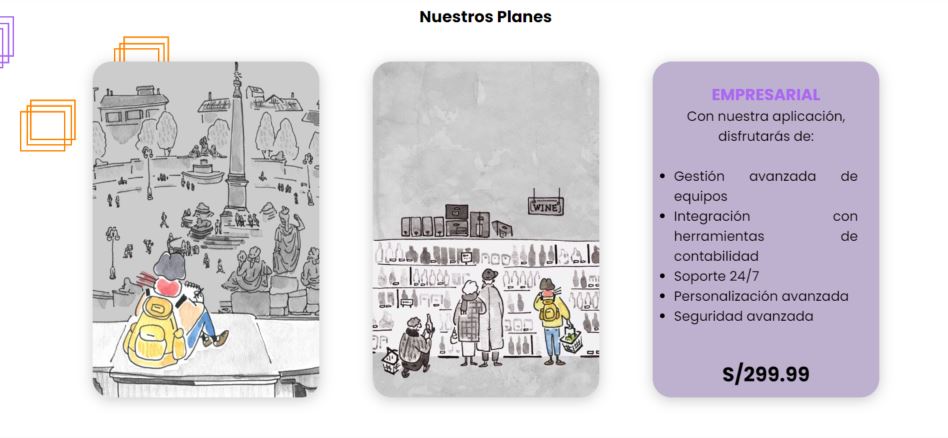 Nuestros Planes
WINE
EMPRESARIAL
Con nuestra aplicación,
disfrutarás de:
Gestión avanzada de
equipos
Integración con
herramientas de
contabilidad
Soporte 24/7
Personalización avanzada
Seguridad avanzada
S/299.99